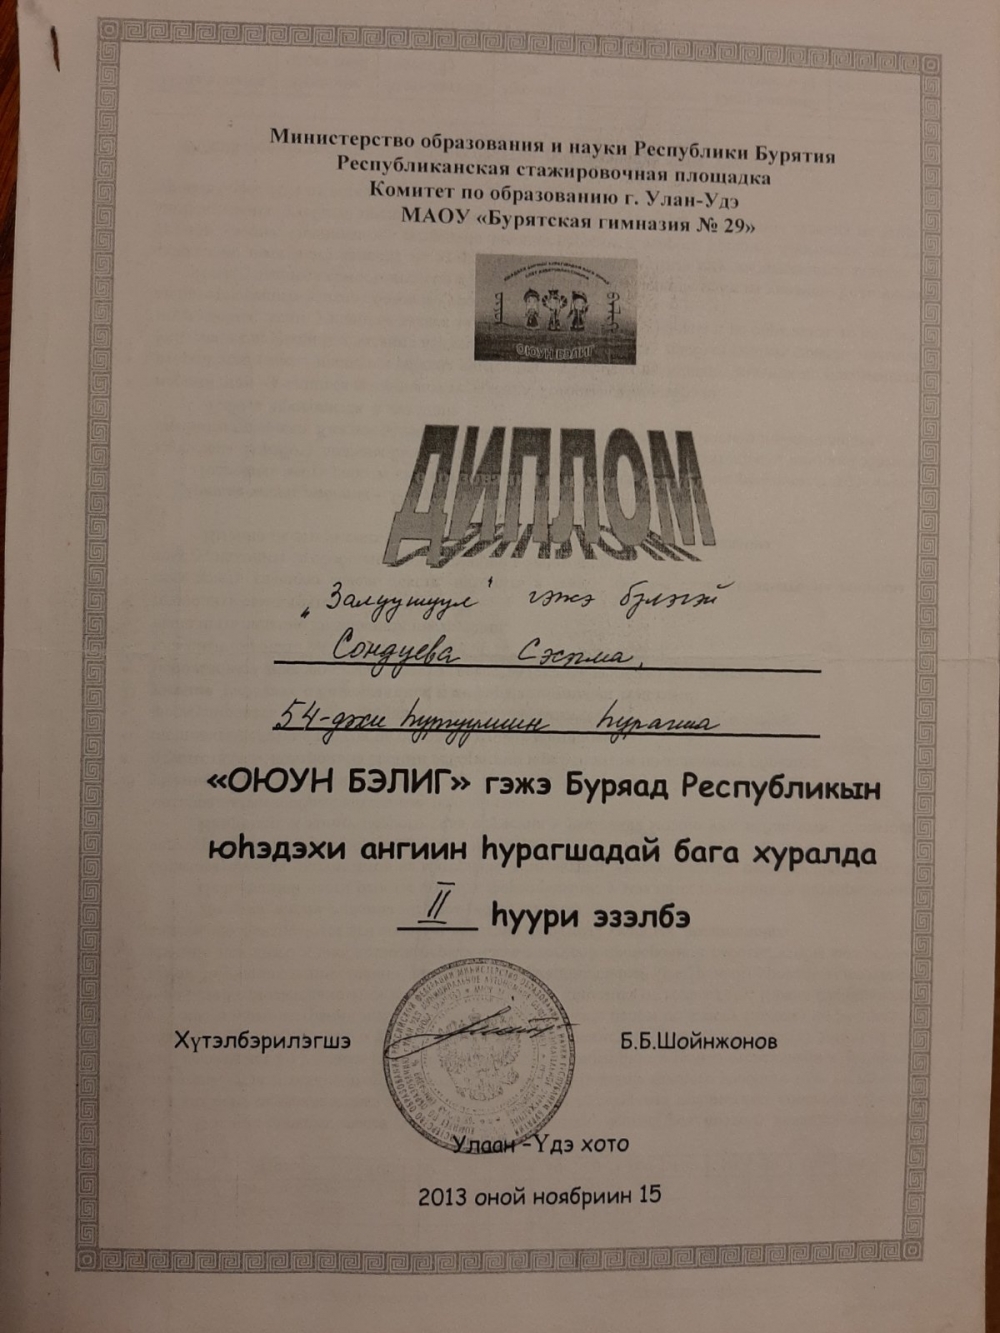 Министерство образования и науки Республики Бурятия
Республиканская стажировочная площадка
Комитет по образованию г. Улан-Удэ
МАОУ «Бурятская гимназия № 29»
"ОЮУН БЭЛИГ"
ДИПЛОМ
„Залуушуул" гэжэ бүлэгэй
Сондуева Сэсэгма,
54-дэхи һургуулиин һурагша
«ОЮУН БЭЛИГ» гэжэ Буряад Республикын
юһэдэхи ангиин һурагшадай бага хуралда
II һуури эзэлбэ
Хүтэлбэрилэгшэ Б.Б.Шойнжонов
Улаан -Үдэ хото
2013 оной ноябриин 15